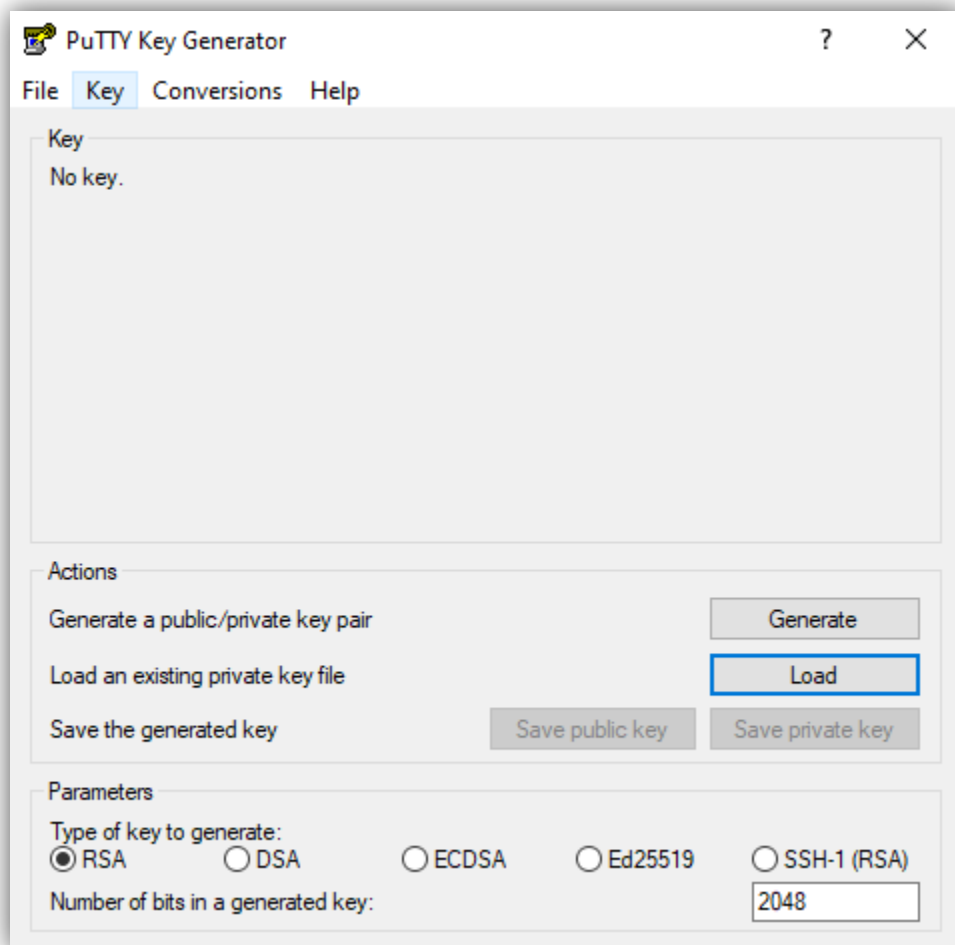 PuTTY Key Generator ?
File Key Conversions Help
Key
No key.
Actions
Generate a public/private key pair Generate
Load an existing private key file Load
Save the generated key Save public key Save private key
Parameters
Type of key to generate:
RSA DSA ECDSA Ed25519 SSH-1 (RSA)
Number of bits in a generated key: 2048